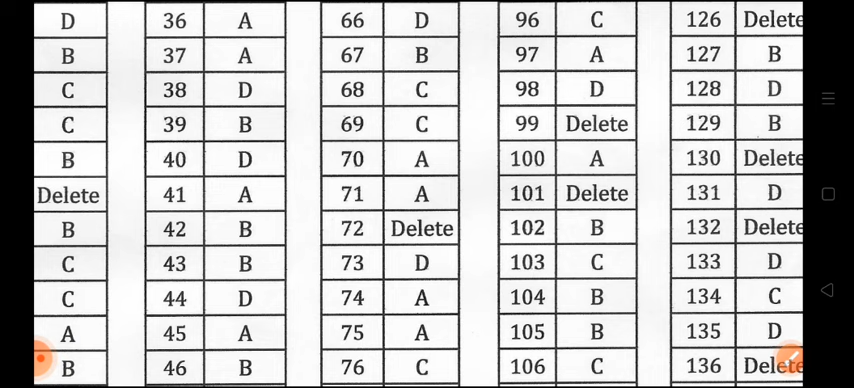 D 36 A 66 D 96 C 126 Delete
B 37 A 67 B 97 A 127 B
C 38 D 68 C 98 D 128 D
C 39 B 69 C 99 Delete 129 B
B 40 D 70 A 100 A 130 Delete
Delete 41 A 71 A 101 Delete 131 D
B 42 B 72 Delete 102 B 132 Delete
C 43 B 73 D 103 C 133 D
C 44 D 74 A 104 B 134 C
A 45 A 75 A 105 B 135 D
B 46 B 76 C 106 C 136 Delete